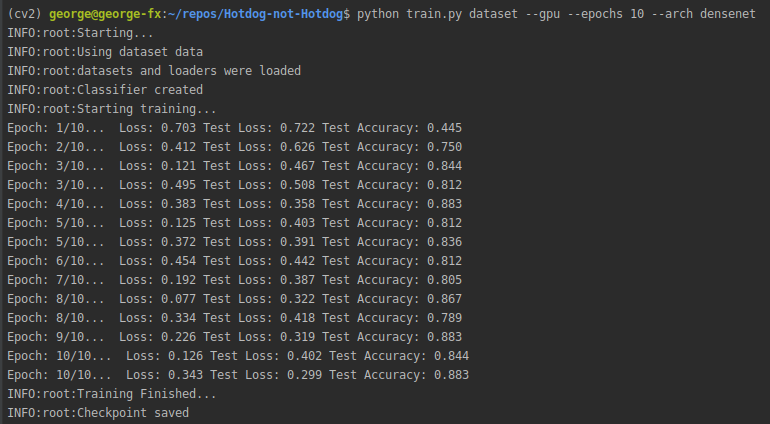 (cv2) george@george-fx:~/repos/Hotdog-not-Hotdog$ python train.py dataset --gpu --epochs 10 --arch densenet
INFO:root:Starting...
INFO:root:Using dataset data
INFO:root:datasets and loaders were loaded
INFO:root:Classifier created
INFO:root:Starting training...
Epoch: 1/10...  Loss: 0.703 Test Loss: 0.722 Test Accuracy: 0.445
Epoch: 2/10...  Loss: 0.412 Test Loss: 0.626 Test Accuracy: 0.750
Epoch: 3/10...  Loss: 0.121 Test Loss: 0.467 Test Accuracy: 0.844
Epoch: 3/10...  Loss: 0.495 Test Loss: 0.508 Test Accuracy: 0.812
Epoch: 4/10...  Loss: 0.383 Test Loss: 0.358 Test Accuracy: 0.883
Epoch: 5/10...  Loss: 0.125 Test Loss: 0.403 Test Accuracy: 0.812
Epoch: 5/10...  Loss: 0.372 Test Loss: 0.391 Test Accuracy: 0.836
Epoch: 6/10...  Loss: 0.454 Test Loss: 0.442 Test Accuracy: 0.812
Epoch: 7/10...  Loss: 0.192 Test Loss: 0.387 Test Accuracy: 0.805
Epoch: 8/10...  Loss: 0.077 Test Loss: 0.322 Test Accuracy: 0.867
Epoch: 8/10...  Loss: 0.334 Test Loss: 0.418 Test Accuracy: 0.789
Epoch: 9/10...  Loss: 0.226 Test Loss: 0.319 Test Accuracy: 0.883
Epoch: 10/10...  Loss: 0.126 Test Loss: 0.402 Test Accuracy: 0.844
Epoch: 10/10...  Loss: 0.343 Test Loss: 0.299 Test Accuracy: 0.883
INFO:root:Training Finished...
INFO:root:Checkpoint saved